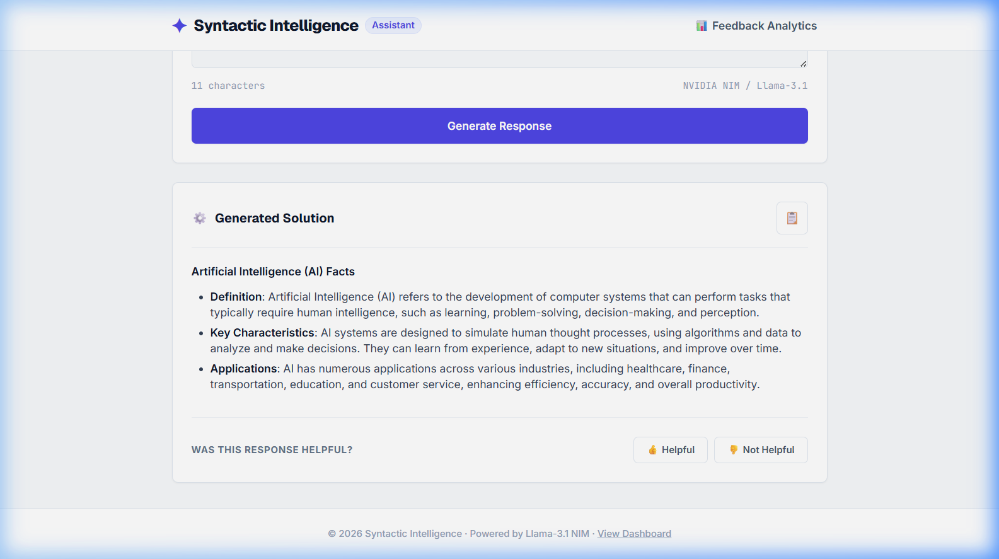 Syntactic Intelligence Assistant Feedback Analytics
11 characters NVIDIA NIM / Llama-3.1
Generate Response
Generated Solution
Artificial Intelligence (AI) Facts
Definition: Artificial Intelligence (AI) refers to the development of computer systems that can perform tasks that
typically require human intelligence, such as learning, problem-solving, decision-making, and perception.
Key Characteristics: AI systems are designed to simulate human thought processes, using algorithms and data to
analyze and make decisions. They can learn from experience, adapt to new situations, and improve over time.
Applications: AI has numerous applications across various industries, including healthcare, finance,
transportation, education, and customer service, enhancing efficiency, accuracy, and overall productivity.
WAS THIS RESPONSE HELPFUL? Helpful Not Helpful
© 2026 Syntactic Intelligence · Powered by Llama-3.1 NIM · View Dashboard